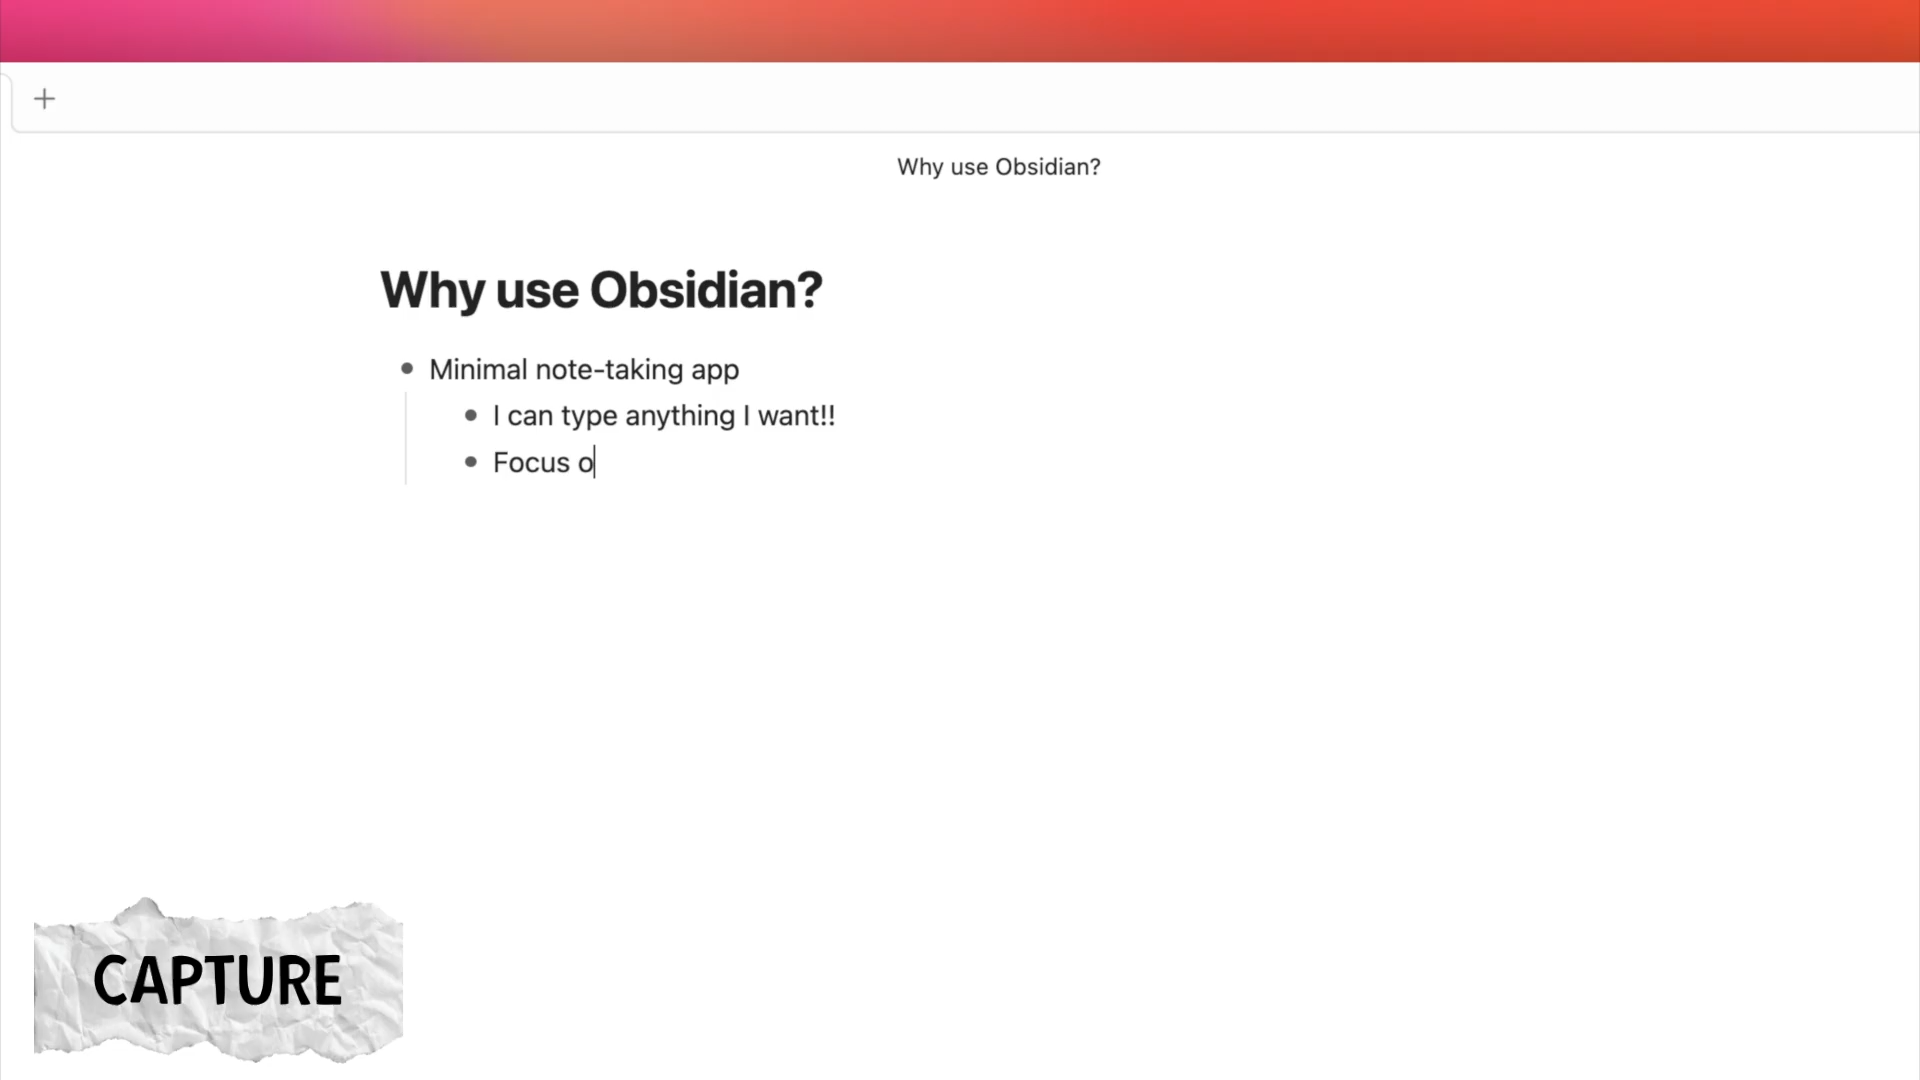 Why use Obsidian?
Why use Obsidian?
Minimal note-taking app
I can type anything I want!!
Focus o
CAPTURE